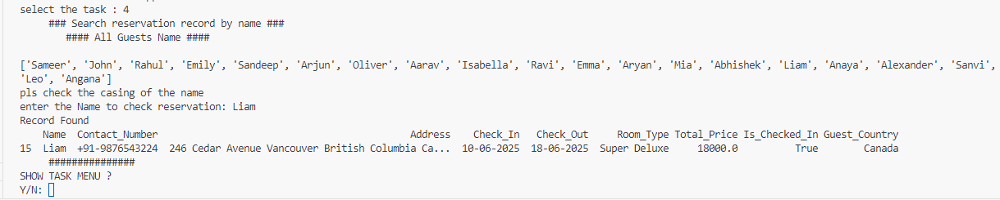 select the task : 4
### Search reservation record by name ###
#### All Guests Name ####
['Sameer', 'John', 'Rahul', 'Emily', 'Sandeep', 'Arjun', 'Oliver', 'Aarav', 'Isabella', 'Ravi', 'Emma', 'Aryan', 'Mia', 'Abhishek', 'Liam', 'Anaya', 'Alexander', 'Sanvi',
'Leo', 'Angana']
pls check the casing of the name
enter the Name to check reservation: Liam
Record Found
Name Contact_Number Address Check_In Check_Out Room_Type Total_Price Is_Checked_In Guest_Country
15 Liam +91-9876543224 246 Cedar Avenue Vancouver British Columbia Ca... 10-06-2025 18-06-2025 Super Deluxe 18000.0 True Canada
###############
SHOW TASK MENU ?
Y/N: